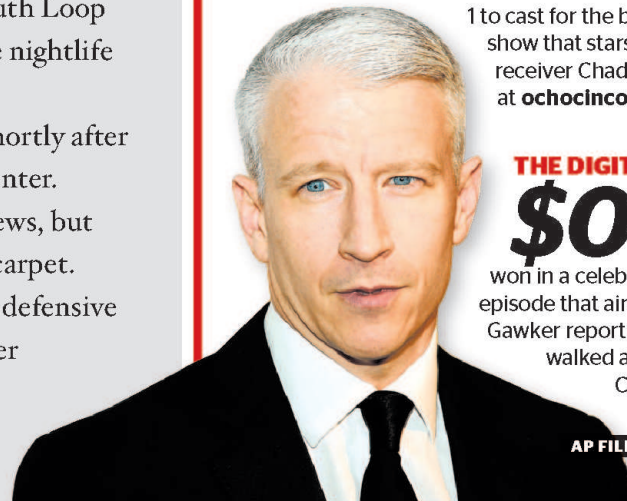 uth Loop
nightlife
ortly after
nter.
ews, but
carpet.
defensive
er
1 to cast for the b
show that stars
receiver Chad
at ochocinco
THE DIGIT
$0
won in a celeb
episode that air
Gawker report
walked a
C
AP FIL